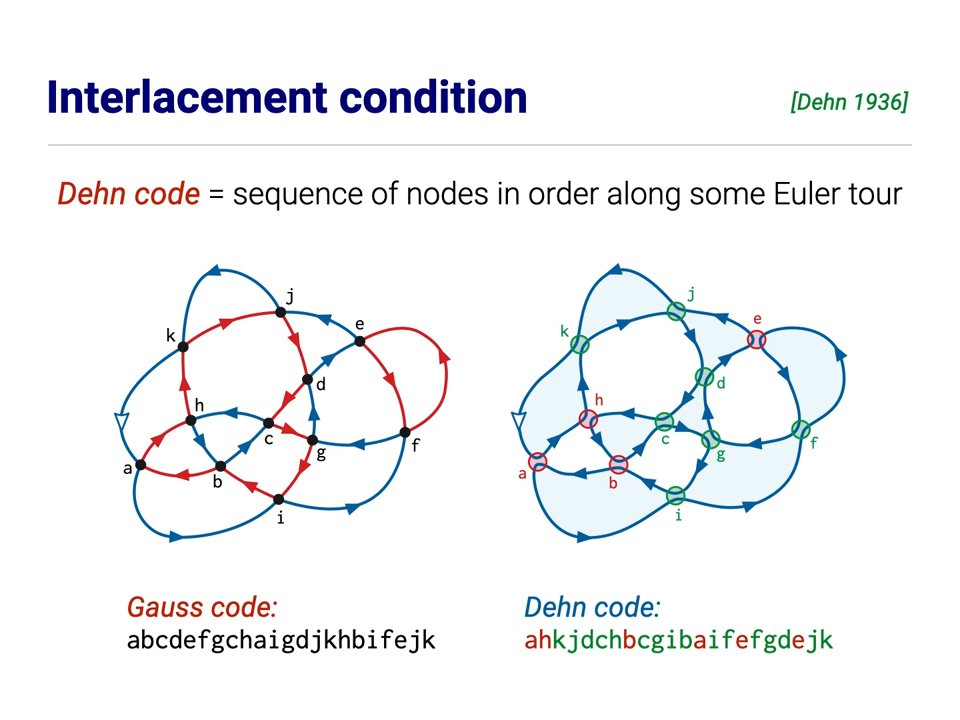 Interlacement condition
[Dehn 1936]
Dehn code = sequence of nodes in order along some Euler tour
j
k
e
d
h
c
g
f
a
b
i
j
k
e
d
h
c
g
f
a
b
i
Gauss code:
abcdefgchaigdjkhbifejk
Dehn code:
ahkjdchbcgibaifefgdejk